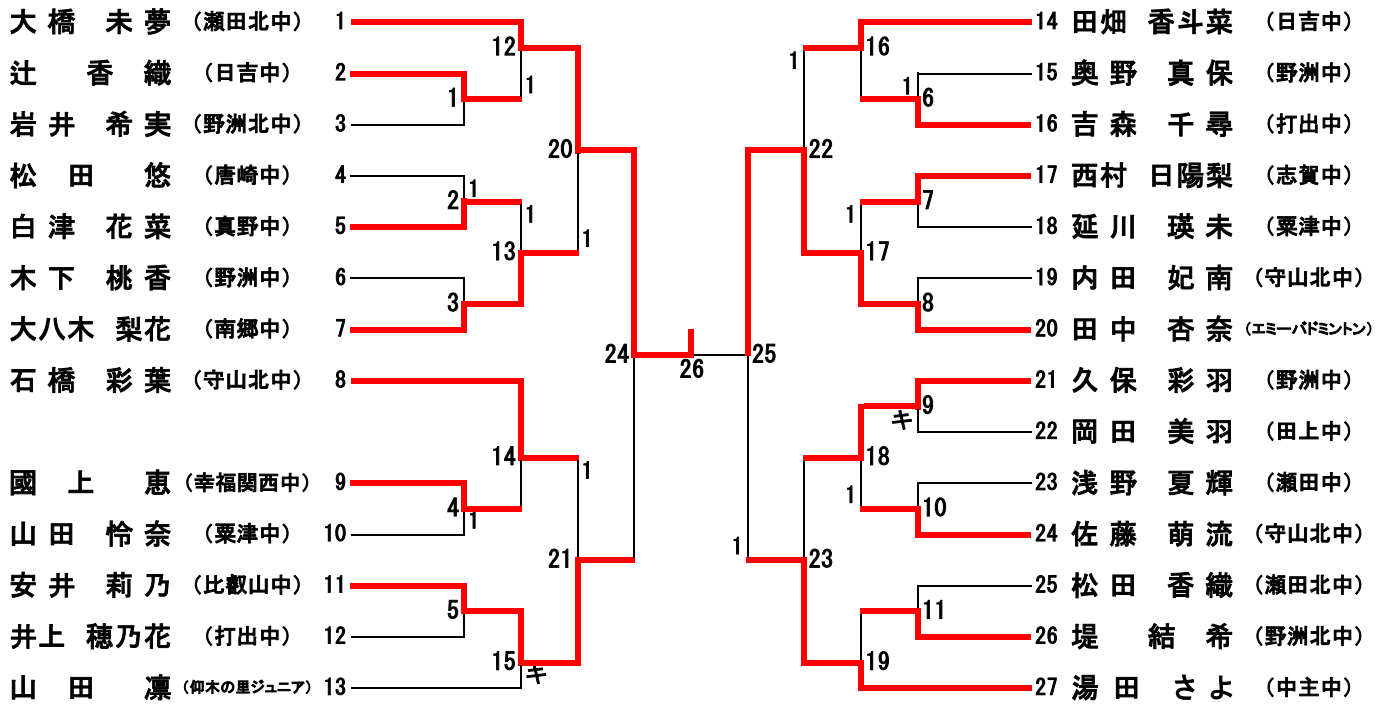 大橋 未夢 (瀬田北中) 1
辻 香織 (日吉中) 2
岩井 希実 (野洲北中) 3
松田 悠 (唐崎中) 4
白津 花菜 (真野中) 5
木下 桃香 (野洲中) 6
大八木 梨花 (南郷中) 7
石橋 彩葉 (守山北中) 8
國上 恵 (幸福関西中) 9
山田 怜奈 (粟津中) 10
安井 莉乃 (比叡山中) 11
井上 穂乃花 (打出中) 12
山田 凛 (仰木の里ジュニア) 13
12
1
1
20
1
2
1
13
1
3
24
14
1
4
1
21
5
15
キ
26
1
16
1
6
22
1
7
17
8
25
9
キ
18
1
10
1
23
11
19
14 田畑 香斗菜 (日吉中)
15 奥野 真保 (野洲中)
16 吉森 千尋 (打出中)
17 西村 日陽梨 (志賀中)
18 延川 瑛未 (粟津中)
19 内田 妃南 (守山北中)
20 田中 杏奈 (エミーバドミントン)
21 久保 彩羽 (野洲中)
22 岡田 美羽 (田上中)
23 浅野 夏輝 (瀬田中)
24 佐藤 萌流 (守山北中)
25 松田 香織 (瀬田北中)
26 堤 結希 (野洲北中)
27 湯田 さよ (中主中)